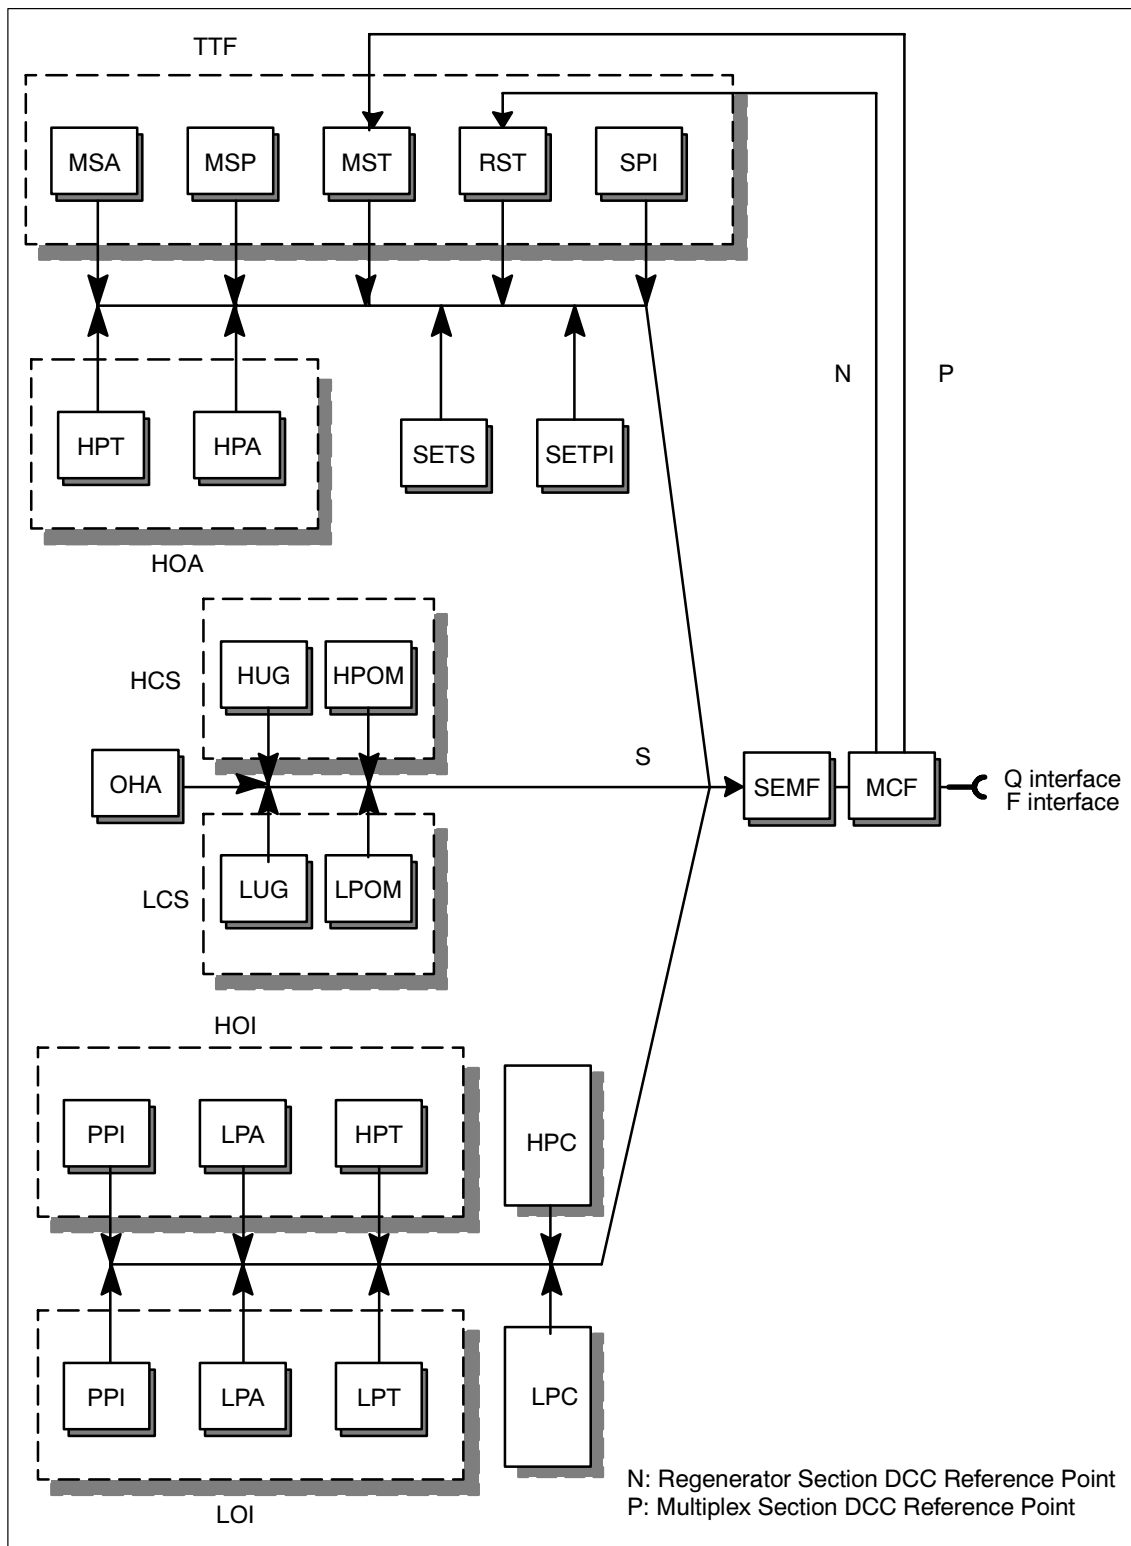 TTF
MSA
MSP
MST
RST
SPI
N
P
HPT
HPA
SETS
SETPI
HOA
HCS
HUG
HPOM
S
OHA
SEMF
MCF
Q interface
F interface
LCS
LUG
LPOM
HOI
PPI
LPA
HPT
HPC
PPI
LPA
LPT
LPC
LOI
N: Regenerator Section DCC Reference Point
P: Multiplex Section DCC Reference Point